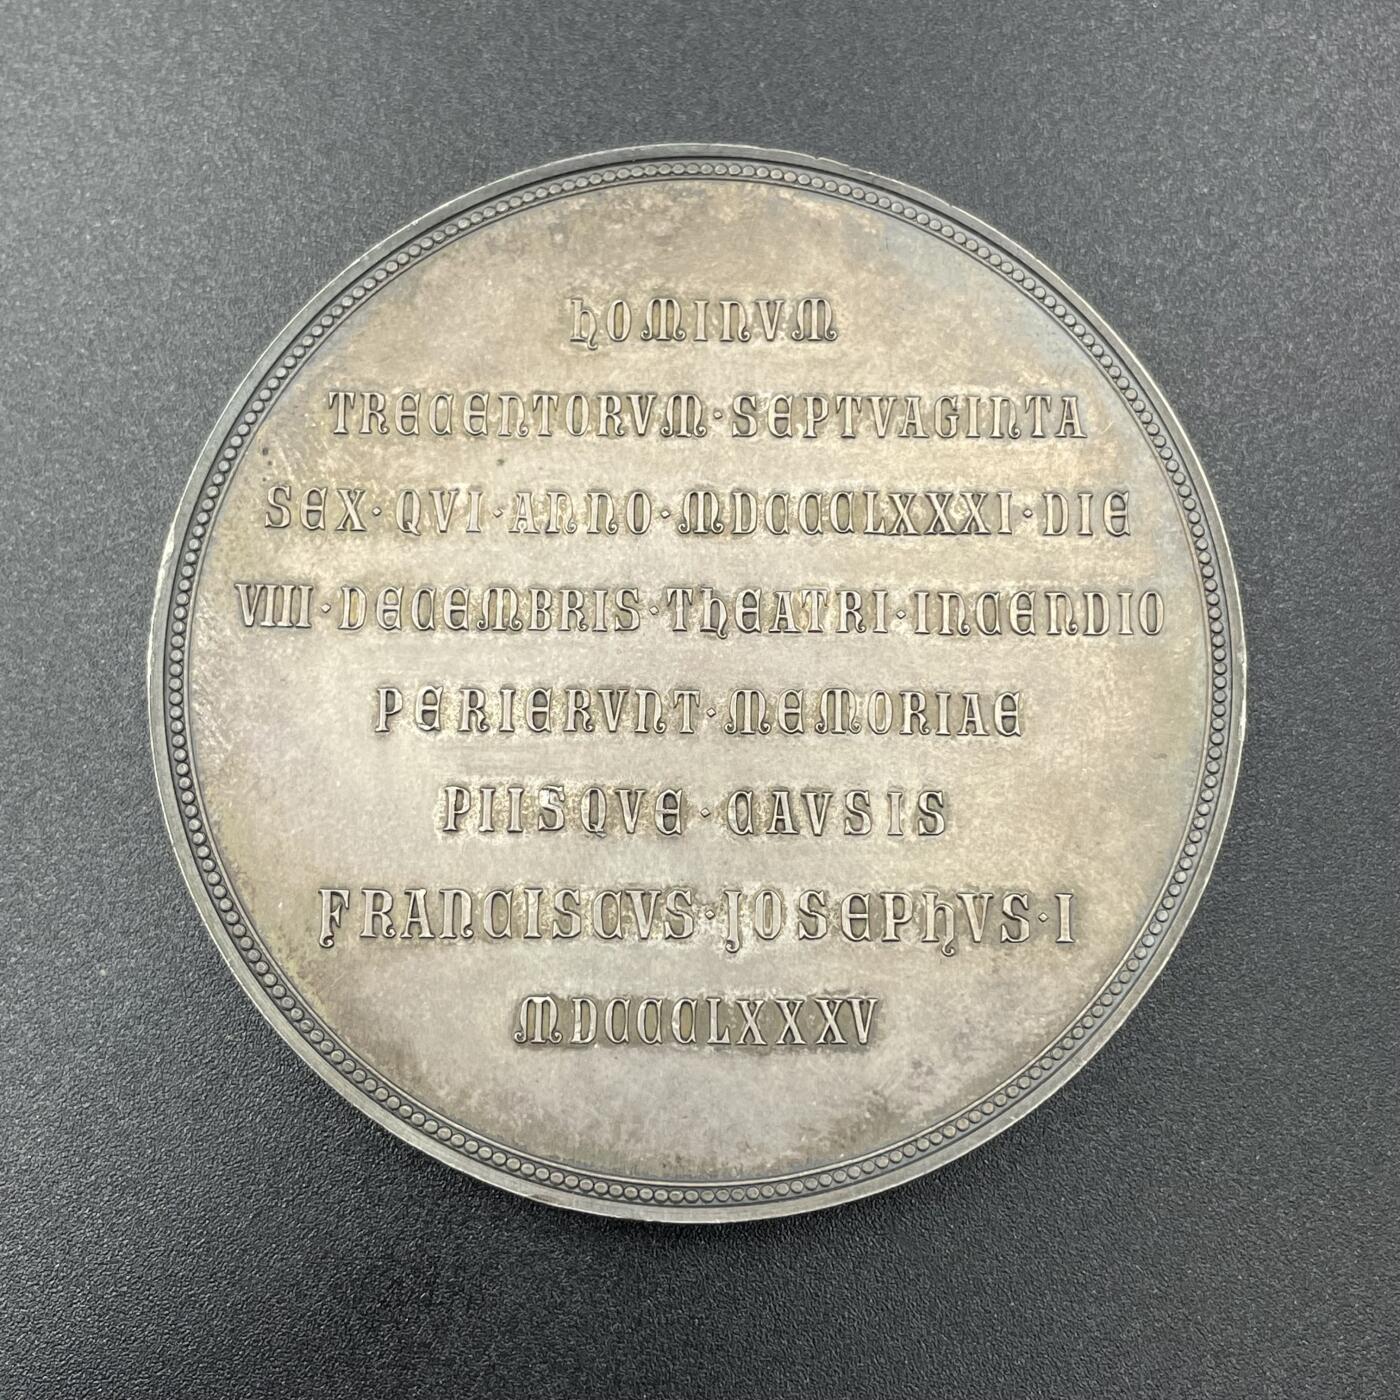 hOMINVM
TRECENTORVM·SEPTVAGINTA
SEX·QVI·ANNO·MDCCCLXXXI·DIE
VIII·DECEMBRIS·ThEATRI·INCENDIO
PERIERVNT·MEMORIAE
PIISQVE·CAVSIS
FRANCISCVS·JOSEPhVS·I
MDCCCLXXXV